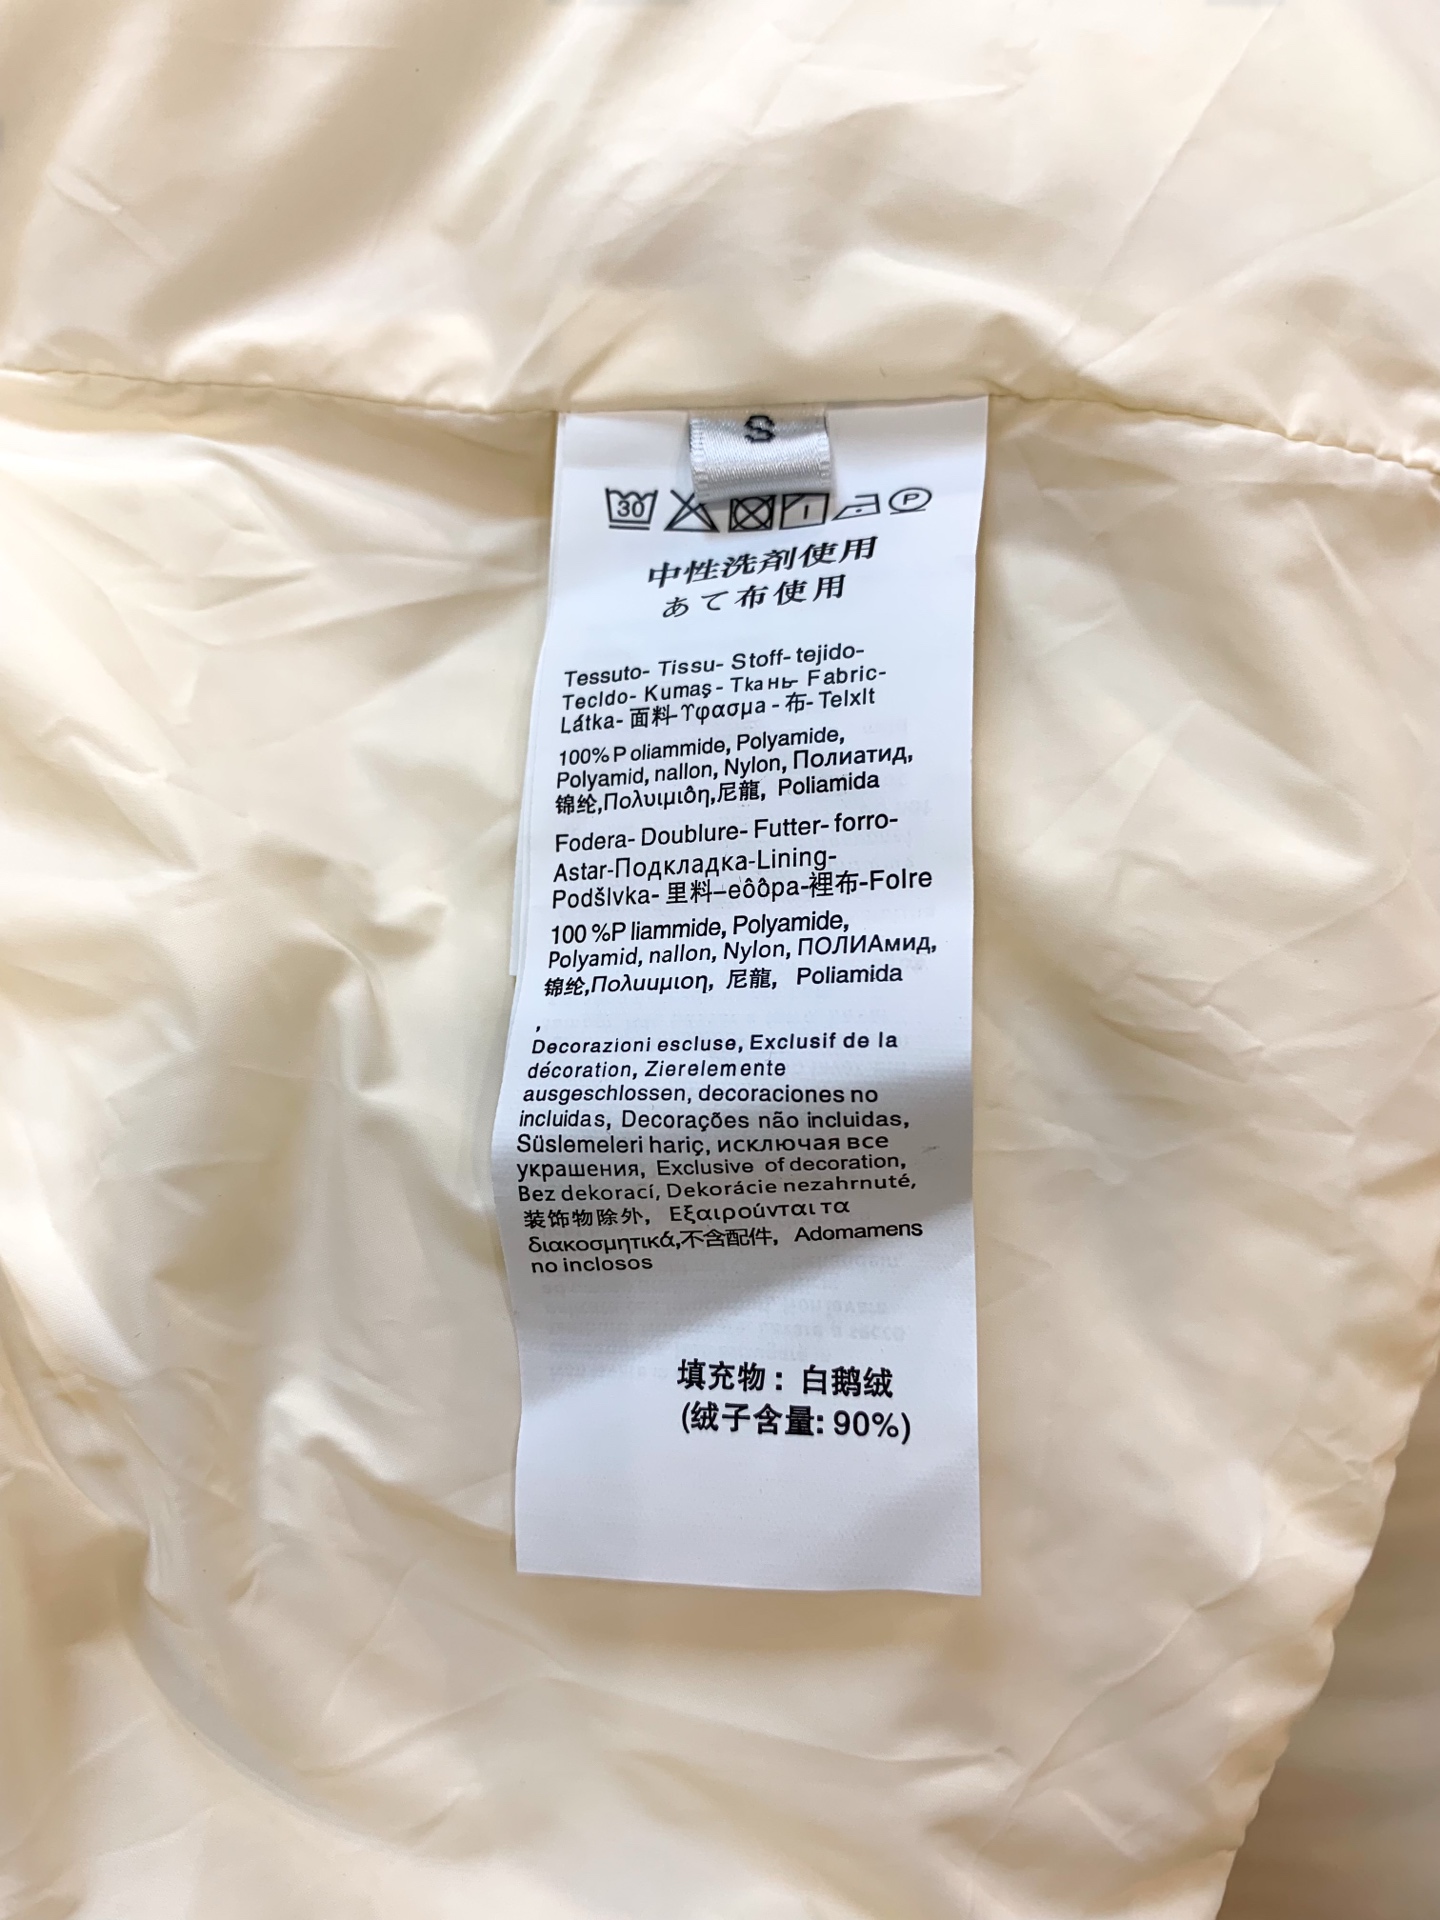 S
30 P
中性洗剤使用
あて布使用
Tessuto- Tissu- Stoff- tejido-
Tecldo- Kumaş- Ткань- Fabric-
Látka- 面料-Υφασμα - 布- Telxlt
100% P oliammide, Polyamide,
Polyamid, nallon, Nylon, Полиатид,
锦纶,Πολυιμιôη,尼龍, Poliamida
Fodera- Doublure- Futter- forro-
Astar-Подкладка-Lining-
Podšlvka- 里料–eôôpa-裡布-Folre
100 %P liammide, Polyamide,
Polyamid, nallon, Nylon, ПОЛИАмид,
锦纶,Πολυυμιοη, 尼龍, Poliamida
,
Decorazioni escluse, Exclusif de la
décoration, Zierelemente
ausgeschlossen, decoraciones no
incluidas, Decorações não incluidas,
Süslemeleri hariç, исключая все
украшения, Exclusive of decoration,
Bez dekorací, Dekorácie nezahrnuté,
装饰物除外, Εξαιρούνται τα
διακοσμητικά,不含配件, Adomamens
no inclosos
填充物：白鹅绒
(绒子含量: 90%)